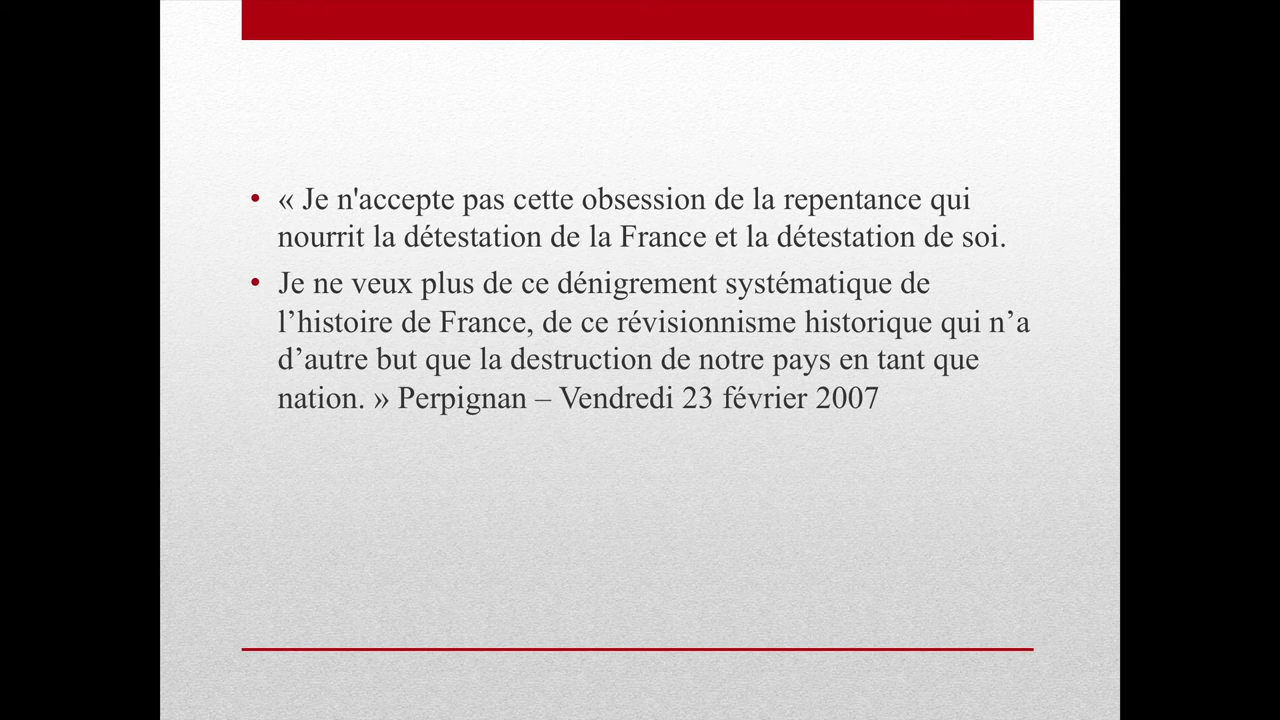 • « Je n'accepte pas cette obsession de la repentance qui
nourrit la détestation de la France et la détestation de soi.
• Je ne veux plus de ce dénigrement systématique de
l’histoire de France, de ce révisionnisme historique qui n’a
d’autre but que la destruction de notre pays en tant que
nation. » Perpignan – Vendredi 23 février 2007